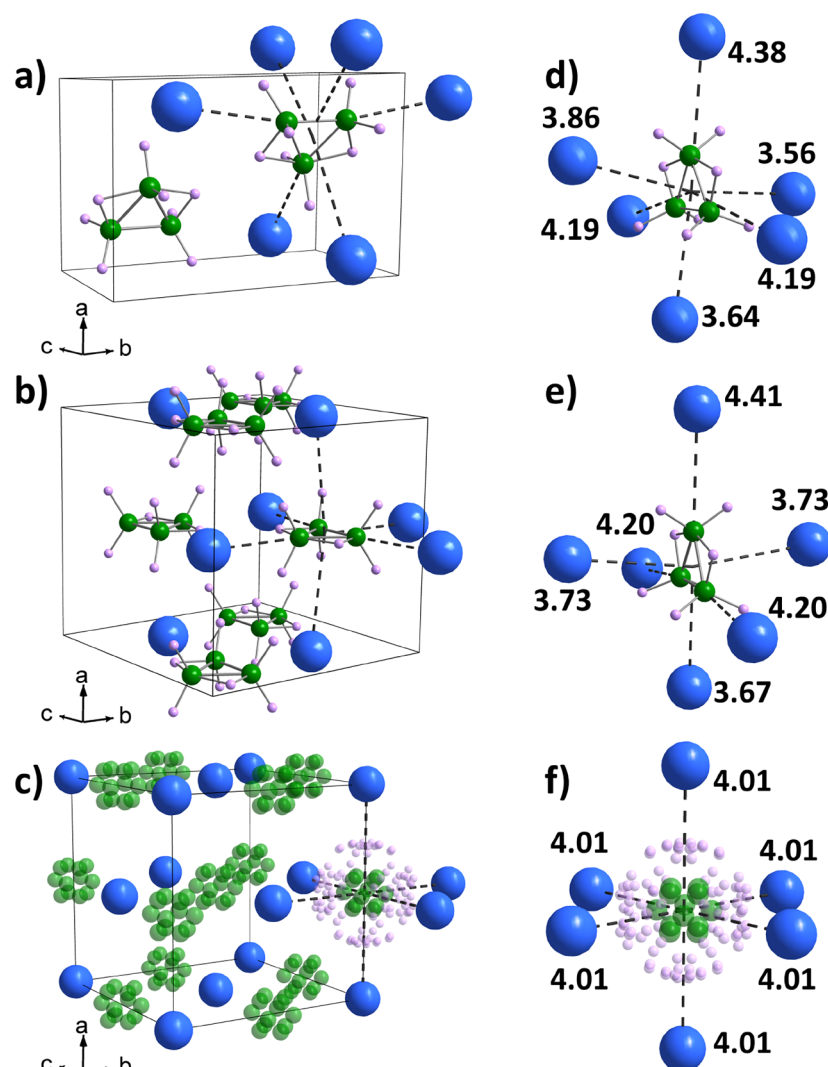 a)
a
c
b
d)
4.38
3.86
3.56
4.19
4.19
3.64
b)
a
c
b
e)
4.41
3.73
4.20
3.73
4.20
3.67
c)
a
c
b
f)
4.01
4.01
4.01
4.01
4.01
4.01